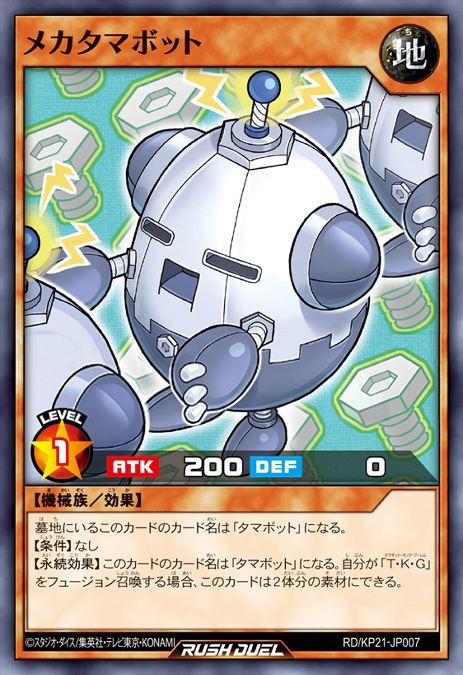 メカタマボット
地
LEVEL
1
ATK 200 DEF 0
【機械族／効果】
墓地にいるこのカードのカード名は「タマボット」になる。
【条件】なし
【永続効果】このカードのカード名は「タマボット」になる。自分が「T・K・G」
をフュージョン召喚する場合、このカードは2体分の素材にできる。
©スタジオ・ダイス/集英社・テレビ東京・KONAMI
RUSH DUEL
RD/KP21-JP007